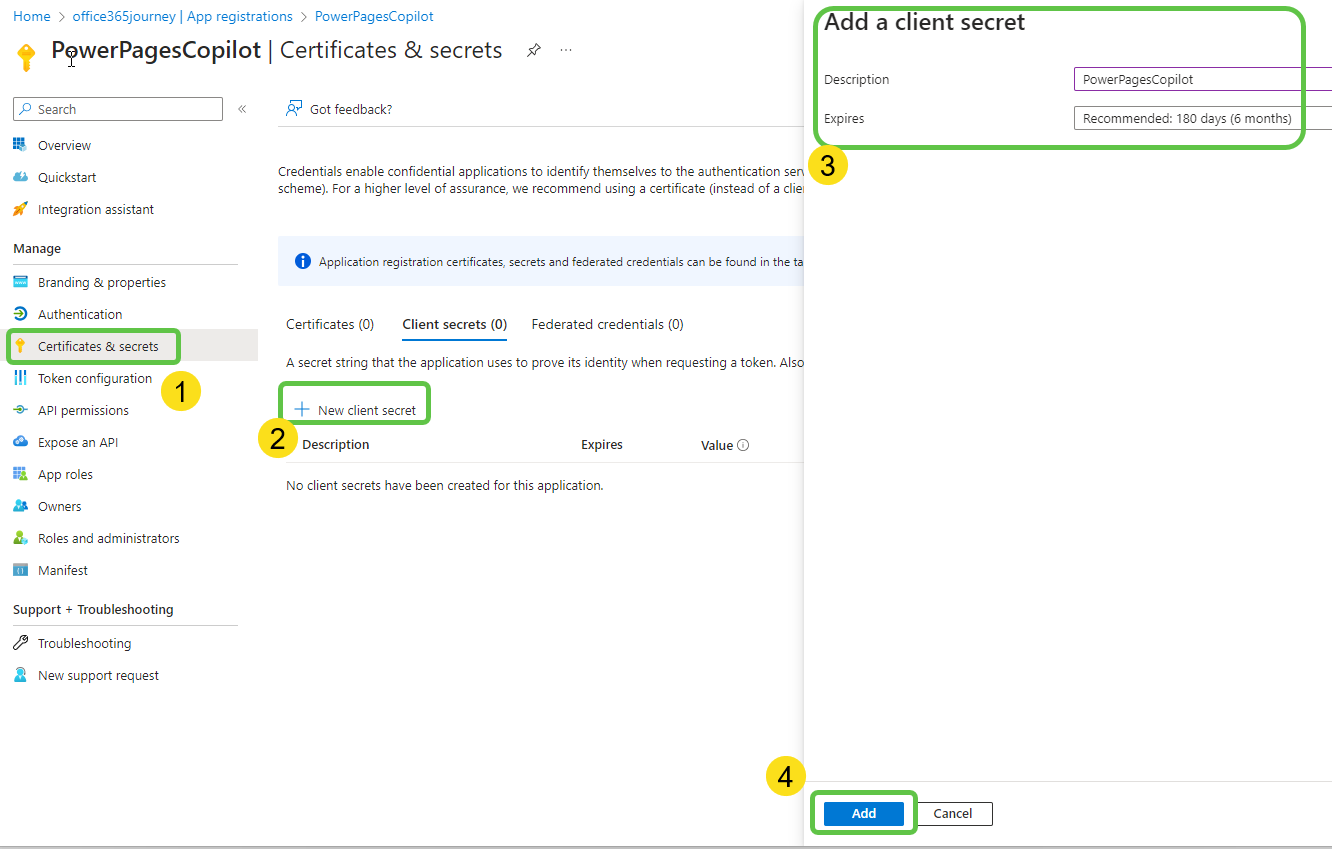 Home > office365journey | App registrations > PowerPagesCopilot
PowerPagesCopilot | Certificates & secrets
Search
Overview
Quickstart
Integration assistant
Manage
Branding & properties
Authentication
Certificates & secrets
1
Token configuration
API permissions
Expose an API
App roles
Owners
Roles and administrators
Manifest
Support + Troubleshooting
Troubleshooting
New support request
Got feedback?
Credentials enable confidential applications to identify themselves to the authentication serv
scheme). For a higher level of assurance, we recommend using a certificate (instead of a clie
Application registration certificates, secrets and federated credentials can be found in the ta
Certificates (0) Client secrets (0) Federated credentials (0)
A secret string that the application uses to prove its identity when requesting a token. Also
New client secret
2
Description Expires Value
No client secrets have been created for this application.
Add a client secret
Description PowerPagesCopilot
Expires Recommended: 180 days (6 months)
3
4
Add Cancel